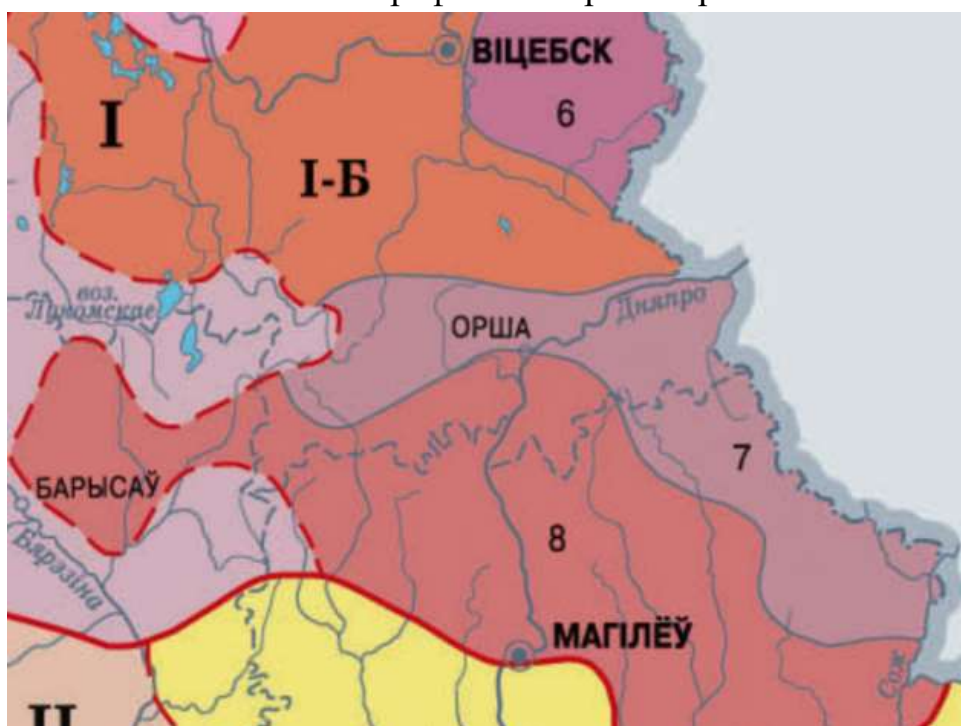 ВІЦЕБСК
6
I
I-Б
воз.
Лукомскае
ОРША
Дняпро
7
БАРЫСАЎ
8
Бярэзіна
МАГІЛЁЎ
Сож